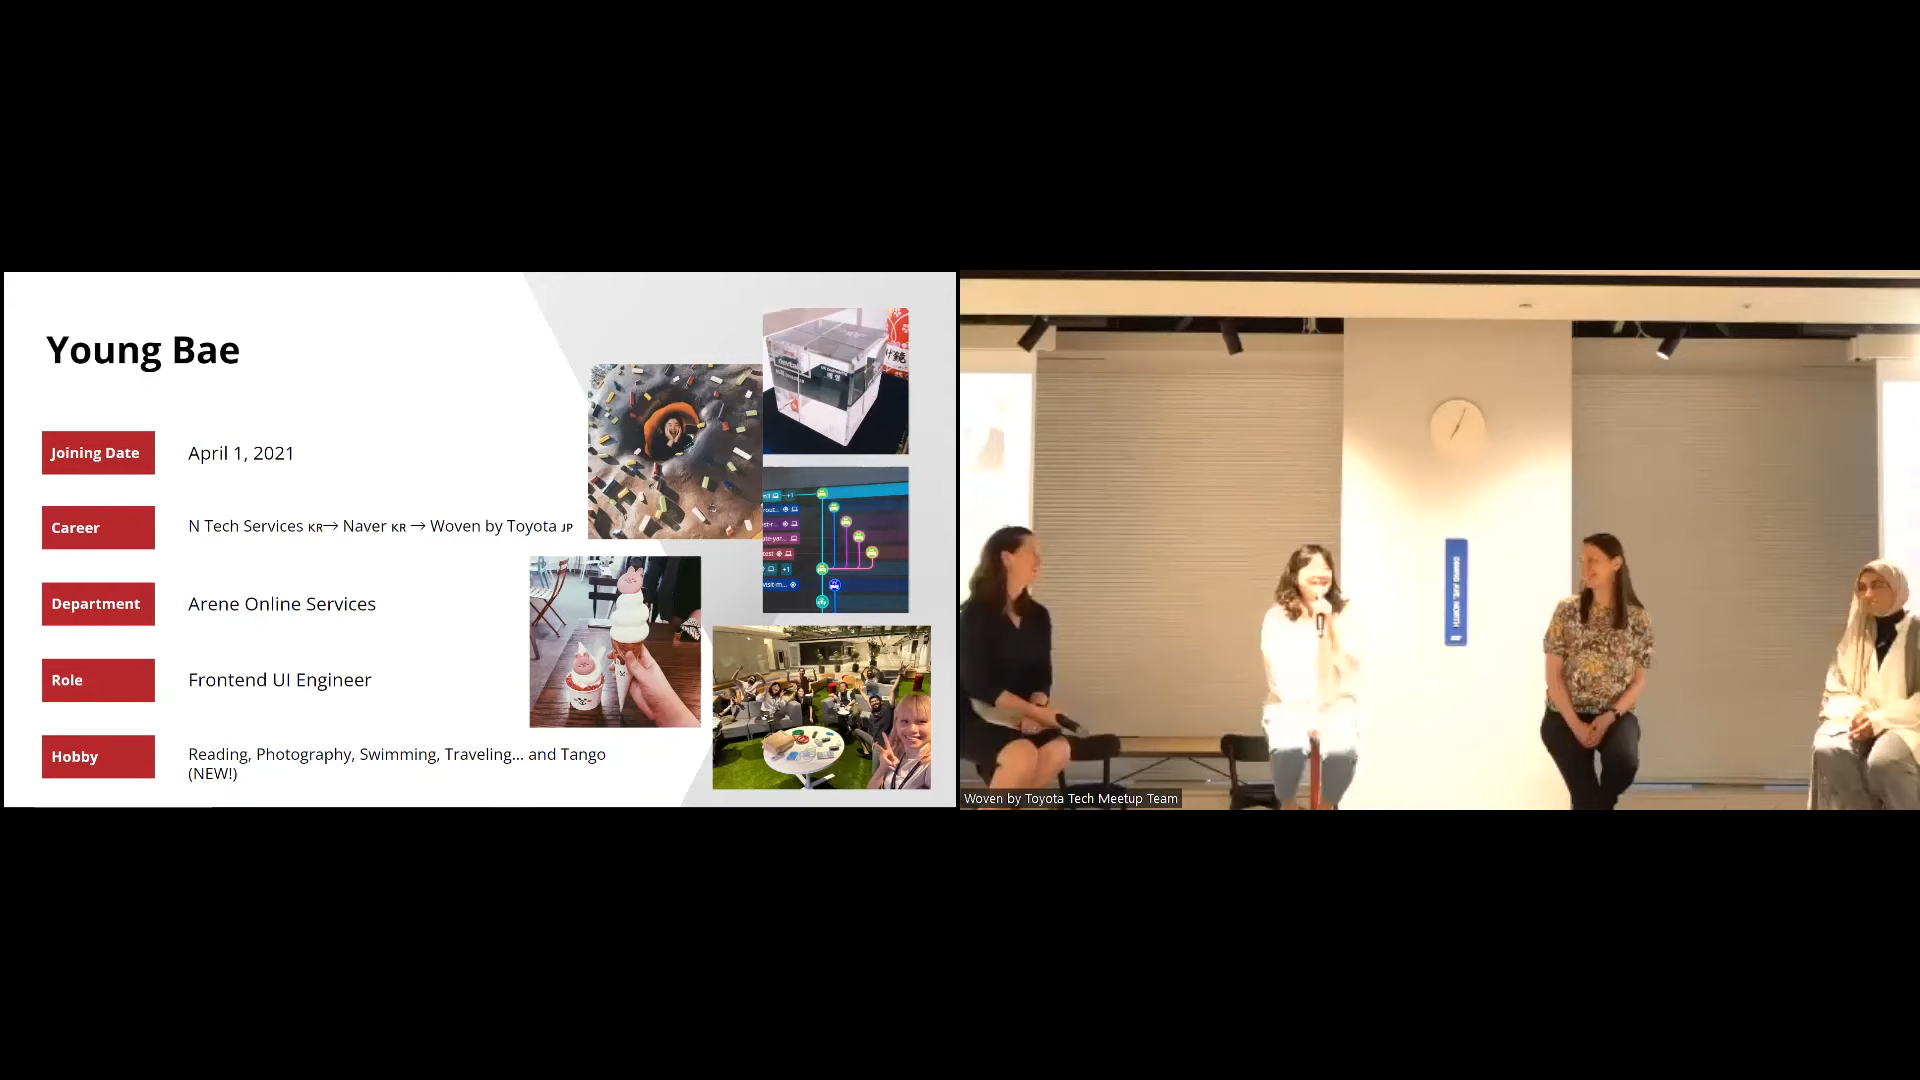 Young Bae
Joining Date
April 1, 2021
Career
N Tech Services KR→ Naver KR → Woven by Toyota JP
Department
Arene Online Services
Role
Frontend UI Engineer
Hobby
Reading, Photography, Swimming, Traveling... and Tango
(NEW!)
+1
+1
Woven by Toyota Tech Meetup Team